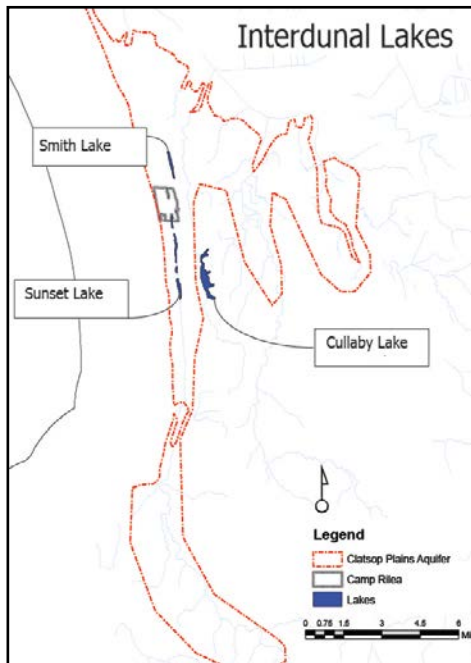 Interdunal Lakes
Smith Lake
Sunset Lake
Cullaby Lake
Legend
Clatsop Plains Aquifer
Camp Rilea
Lakes
0 0.75 1.5 3 4.5 6
Mi